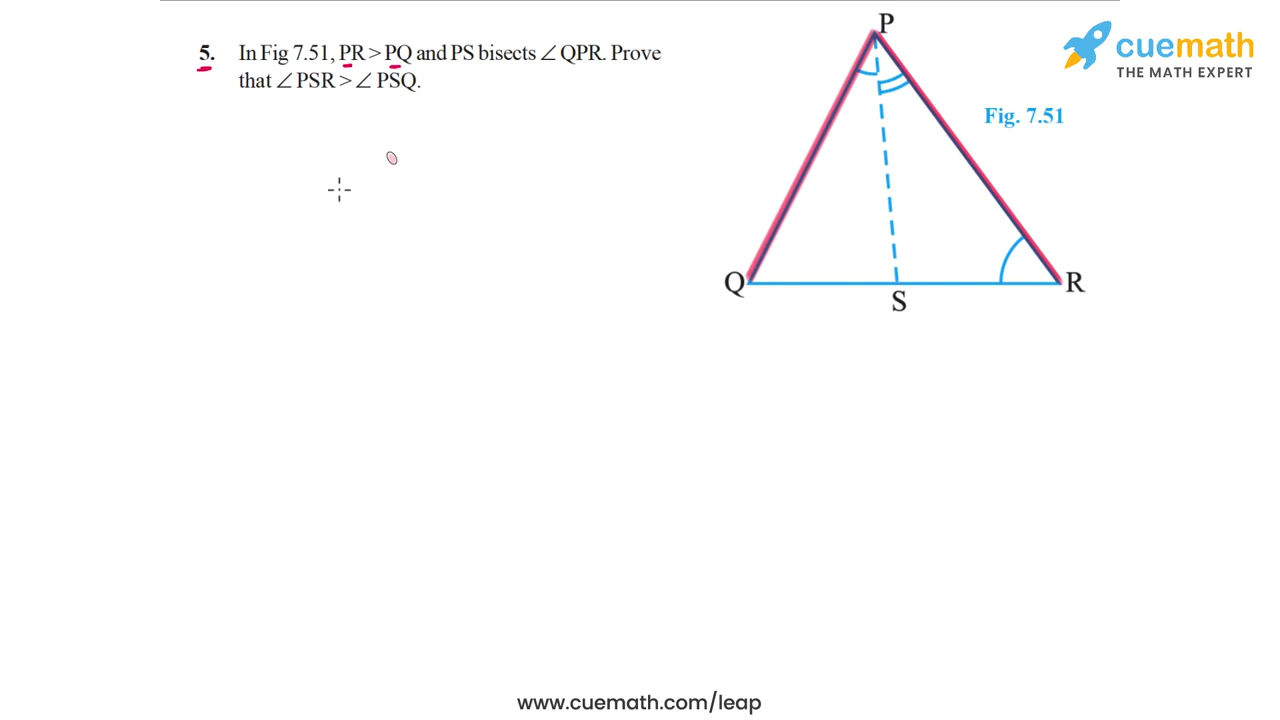 5. In Fig 7.51, PR > PQ and PS bisects ∠ QPR. Prove
that ∠ PSR > ∠ PSQ.
P
cuemath
THE MATH EXPERT
Fig. 7.51
Q
S
R
www.cuemath.com/leap